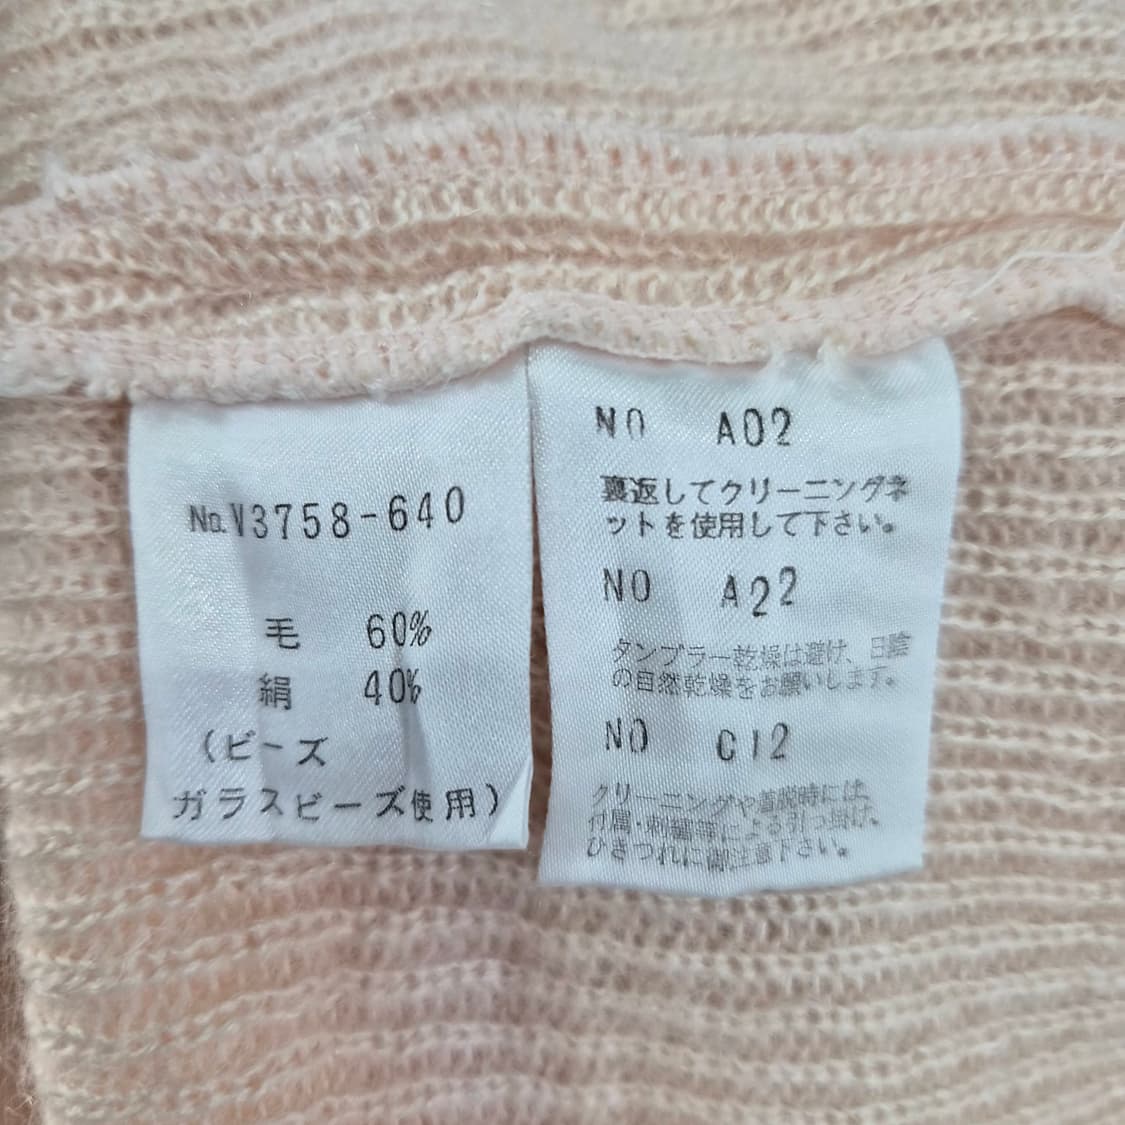 No.V3758-640
毛 60%
絹 40%
(ビーズ
ガラスビーズ使用)
NO A02
裏返してクリーニングネ
ットを使用して下さい。
NO A22
タンブラー乾燥は避け、日陰
の自然乾燥をお願いします。
NO C12
クリーニングや着脱時には、
付属・刺繍等による引っ掛け、
ひきつれに御注意下さい。